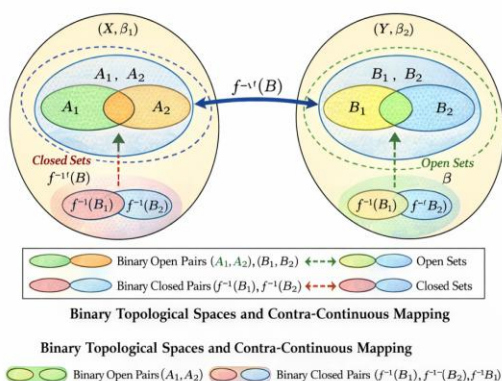 (X, β₁) (Y, β₂)
A₁ , A₂ B₁ , B₂
f⁻¹ᶠ(B)
A₁ A₂ B₁ B₂
Closed Sets Open Sets
f⁻¹ᶠ(B) β
f⁻¹(B₁) f⁻¹(B₂) f⁻¹(B₁) f⁻ᶠ(B₂)
Binary Open Pairs (A₁, A₂), (B₁, B₂) Open Sets
Binary Closed Pairs (f⁻¹(B₁), f⁻¹(B₂) Closed Sets
Binary Topological Spaces and Contra-Continuous Mapping
Binary Topological Spaces and Contra-Continuous Mapping
Binary Open Pairs (A₁, A₂) Binary Closed Pairs (f⁻¹(B₁), f⁻¹⁻(B₂), f⁻¹B₁)